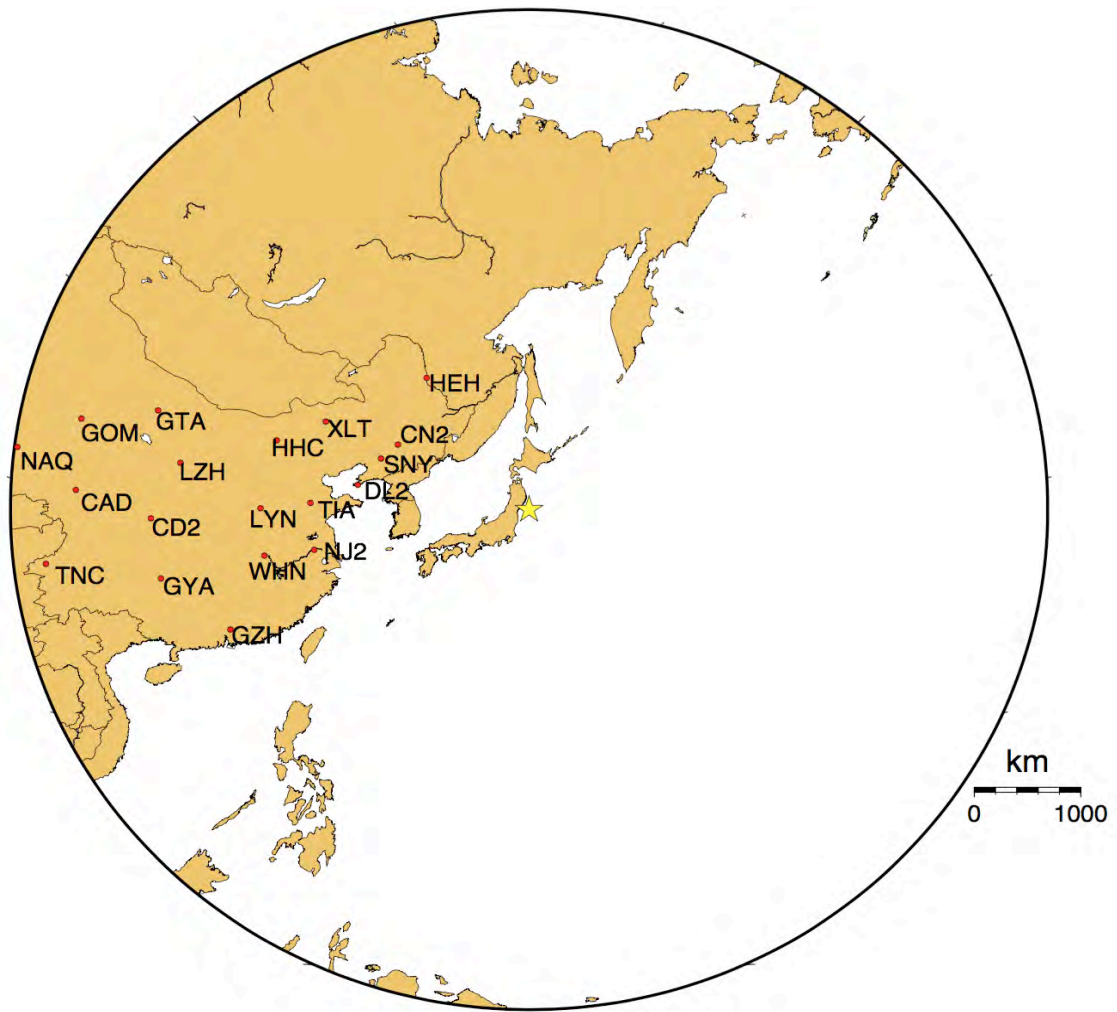 HEH
GTA
GOM
XLT
CN2
HHC
NAQ
SNY
LZH
DL2
CAD
TIA
LYN
CD2
NJ2
WHN
TNC
GYA
GZH
km
0 1000